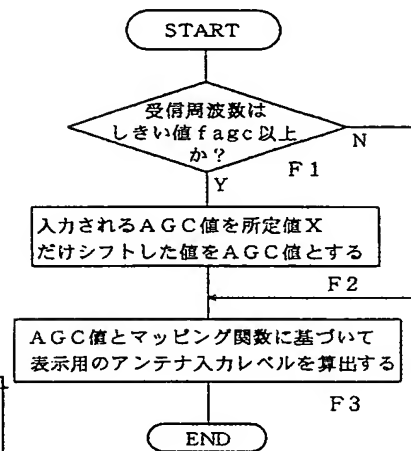 START
受信周波数は
しきい値fagc以上
か?
N
F1
Y
入力されるAGC値を所定値X
だけシフトした値をAGC値とする
F2
AGC値とマッピング関数に基づいて
表示用のアンテナ入力レベルを算出する
F3
END